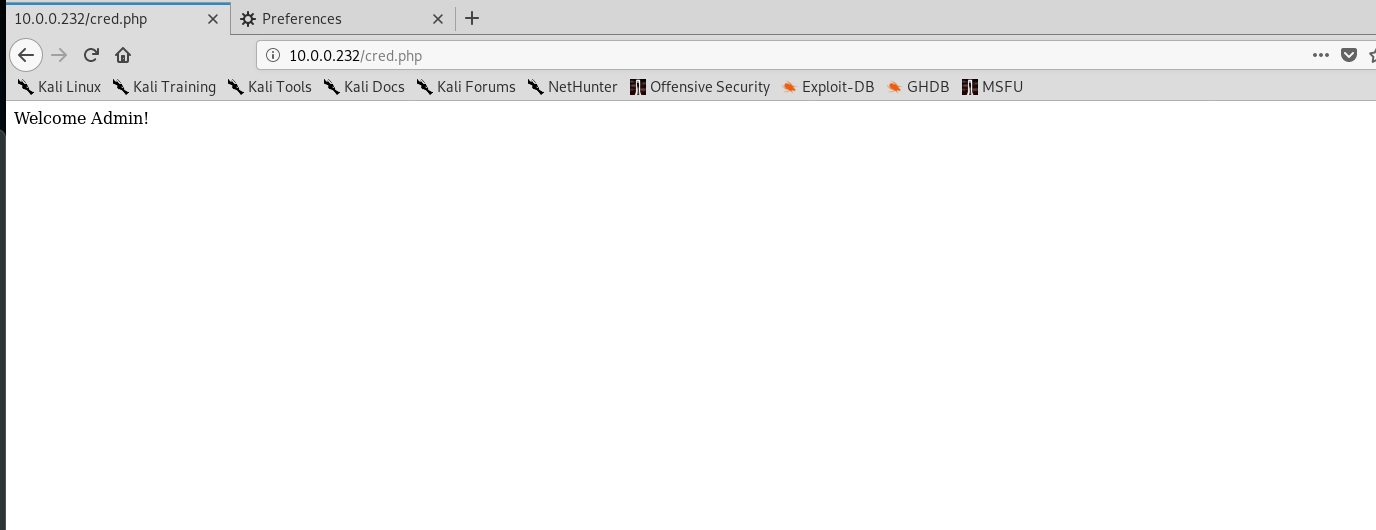 10.0.0.232/cred.php Preferences
10.0.0.232/cred.php
Kali Linux Kali Training Kali Tools Kali Docs Kali Forums NetHunter Offensive Security Exploit-DB GHDB MSFU
Welcome Admin!